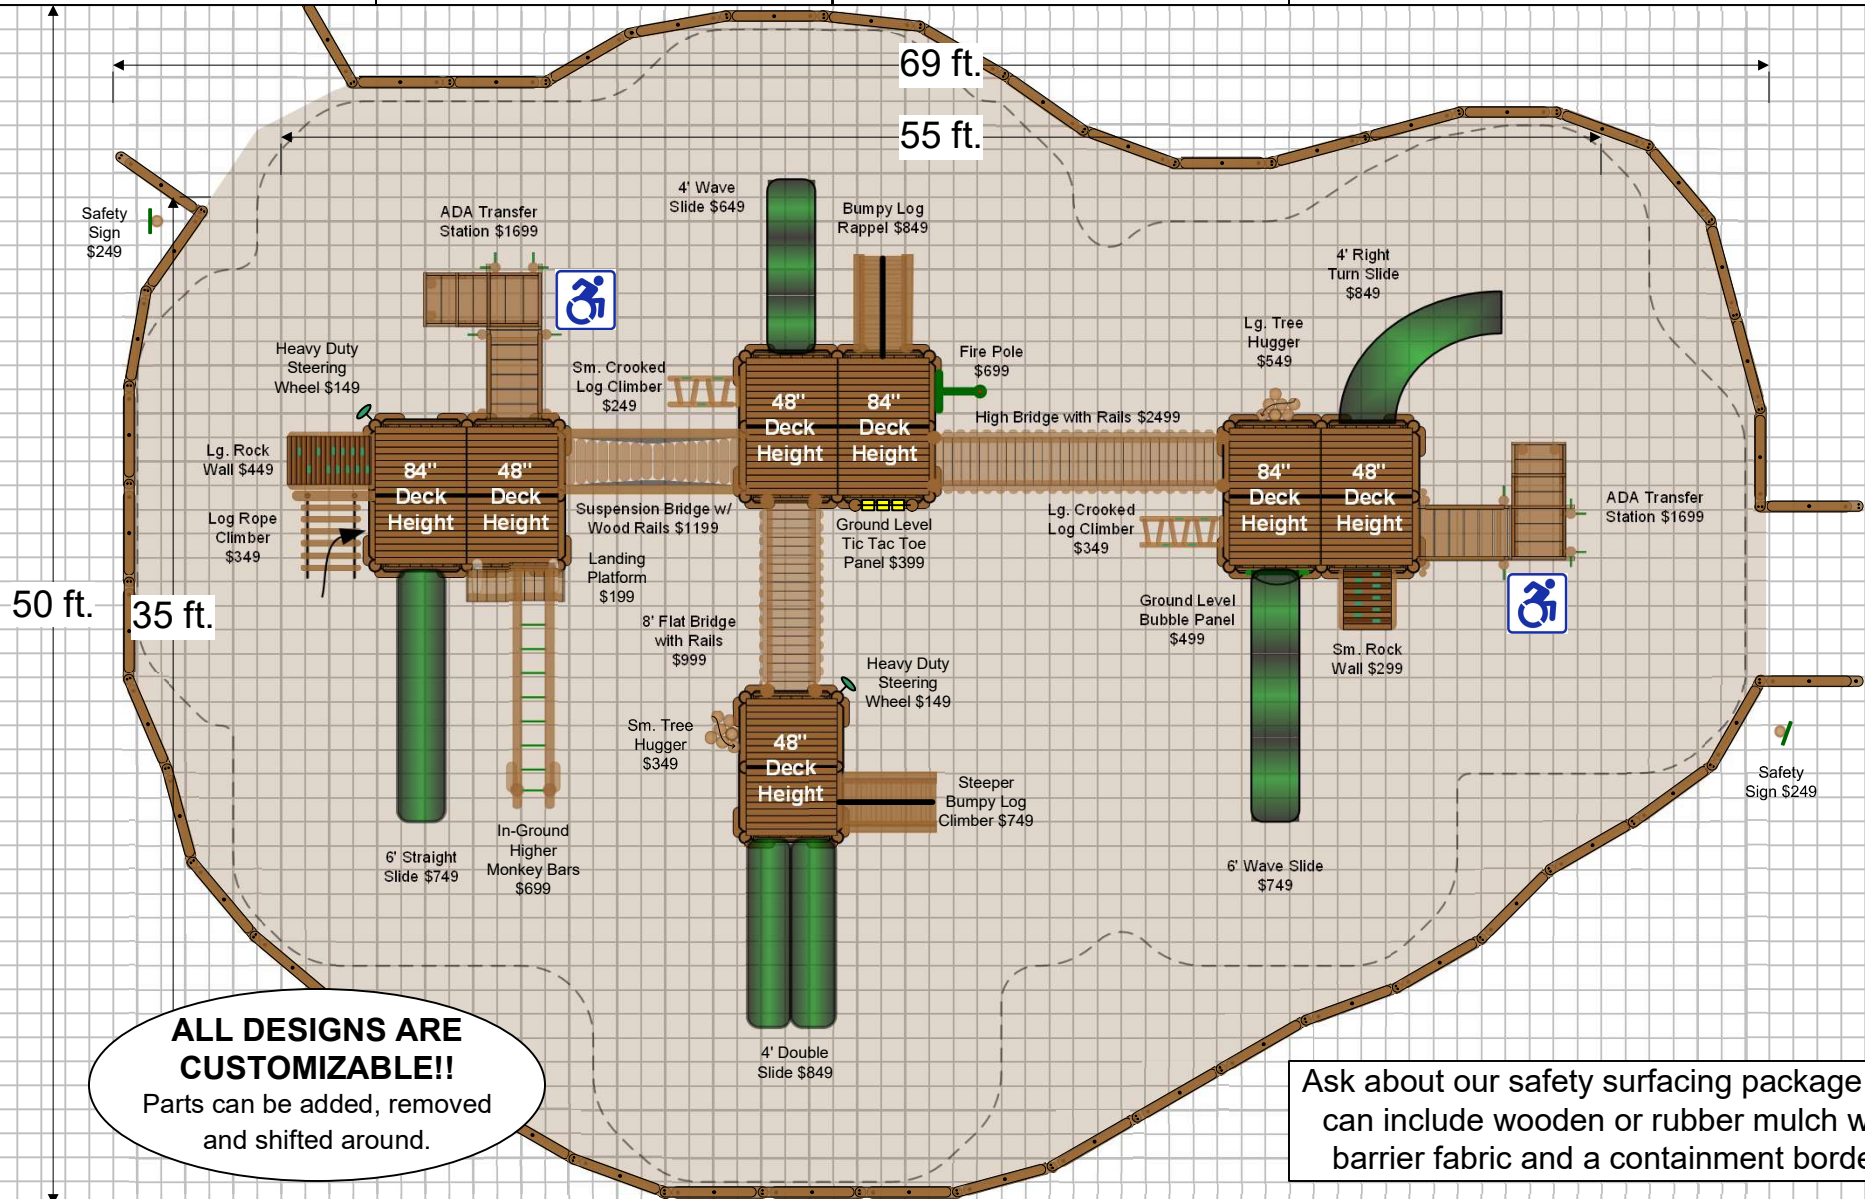 69 ft.
55 ft.
4' Wave
Slide $649
Bumpy Log
Rappel $849
ADA Transfer
Station $1699
Safety
Sign
$249
4' Right
Turn Slide
$849
Lg. Tree
Hugger
$549
Heavy Duty
Steering
Wheel $149
Sm. Crooked
Log Climber
$249
Fire Pole
$699
High Bridge with Rails $2499
48"
Deck
Height
84"
Deck
Height
Lg. Rock
Wall $449
84"
Deck
Height
48"
Deck
Height
84"
Deck
Height
48"
Deck
Height
Log Rope
Climber
$349
Suspension Bridge w/
Wood Rails $1199
Ground Level
Tic Tac Toe
Panel $399
Lg. Crooked
Log Climber
$349
ADA Transfer
Station $1699
Landing
Platform
$199
50 ft.
35 ft.
8' Flat Bridge
with Rails
$999
Ground Level
Bubble Panel
$499
Sm. Rock
Wall $299
Heavy Duty
Steering
Wheel $149
Sm. Tree
Hugger
$349
48"
Deck
Height
Steeper
Bumpy Log
Climber $749
Safety
Sign $249
In-Ground
Higher
Monkey Bars
$699
6' Straight
Slide $749
6' Wave Slide
$749
4' Double
Slide $849
ALL DESIGNS ARE
CUSTOMIZABLE!!
Parts can be added, removed
and shifted around.
Ask about our safety surfacing package
can include wooden or rubber mulch w
barrier fabric and a containment borde